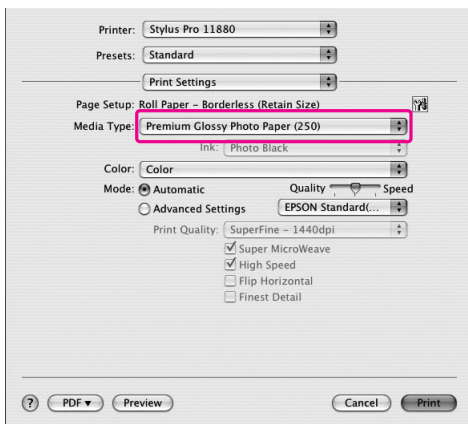 Printer: Stylus Pro 11880
Presets: Standard
Print Settings
Page Setup: Roll Paper - Borderless (Retain Size)
Media Type: Premium Glossy Photo Paper (250)
Ink: Photo Black
Color: Color
Mode: Automatic Quality Speed
Advanced Settings EPSON Standard(...
Print Quality: SuperFine - 1440dpi
Super MicroWeave
High Speed
Flip Horizontal
Finest Detail
? PDF ▼ Preview Cancel Print